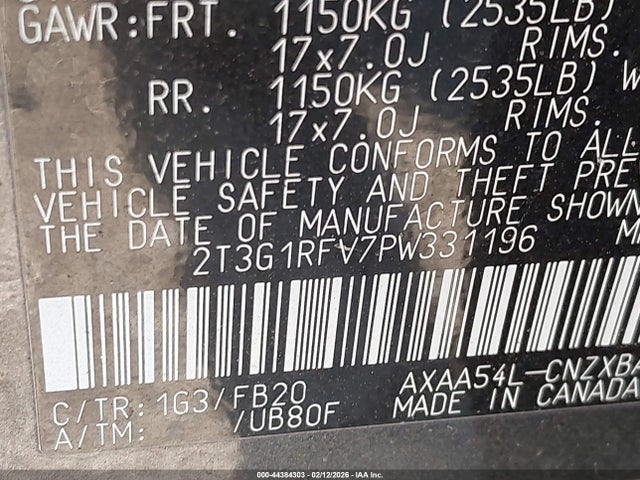 GAWR:FRT. 1150KG (2535LB)
17x7.0J RIMS.
RR. 1150KG (2535LB) W
17x7.0J RIMS.
THIS VEHICLE CONFORMS TO ALL
VEHICLE SAFETY AND THEFT PRE
THE DATE OF MANUFACTURE SHOWN
2T3G1RFV7PW331196 M
C/TR: 1G3/FB20 AXAA54L-CNZXBA
A/TM: /UB80F MADE IN CANADA
000-44384303 - 02/12/2026 - IAA Inc.